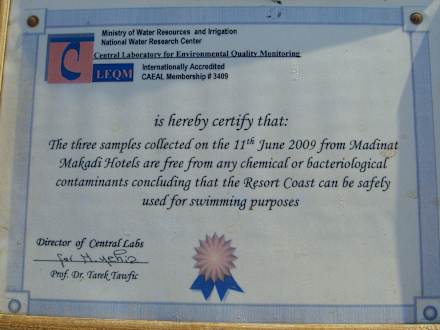 Ministry of Water Resources and Irrigation
National Water Research Center
Central Laboratory for Environmental Quality Monitoring
LEQM
Internationally Accredited
CAEAL Membership # 3409
is hereby certify that:
The three samples collected on the 11th June 2009 from Madinat
Makadi Hotels are free from any chemical or bacteriological
contaminants concluding that the Resort Coast can be safely
used for swimming purposes
Director of Central Labs
for
Prof. Dr. Tarek Tawfic